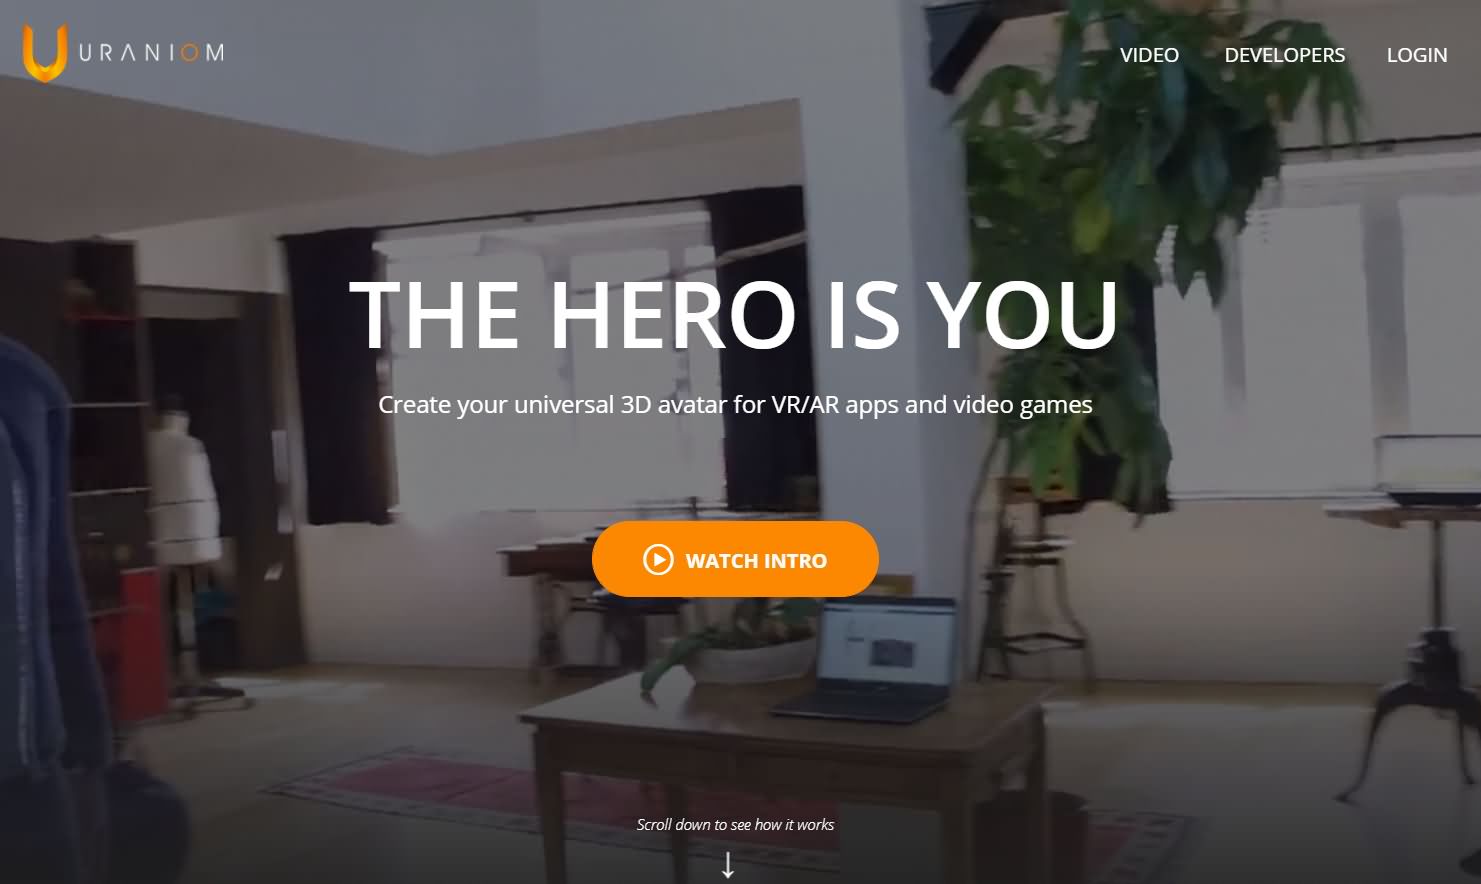 URANIOM
VIDEO DEVELOPERS LOGIN
THE HERO IS YOU
Create your universal 3D avatar for VR/AR apps and video games
WATCH INTRO
Scroll down to see how it works